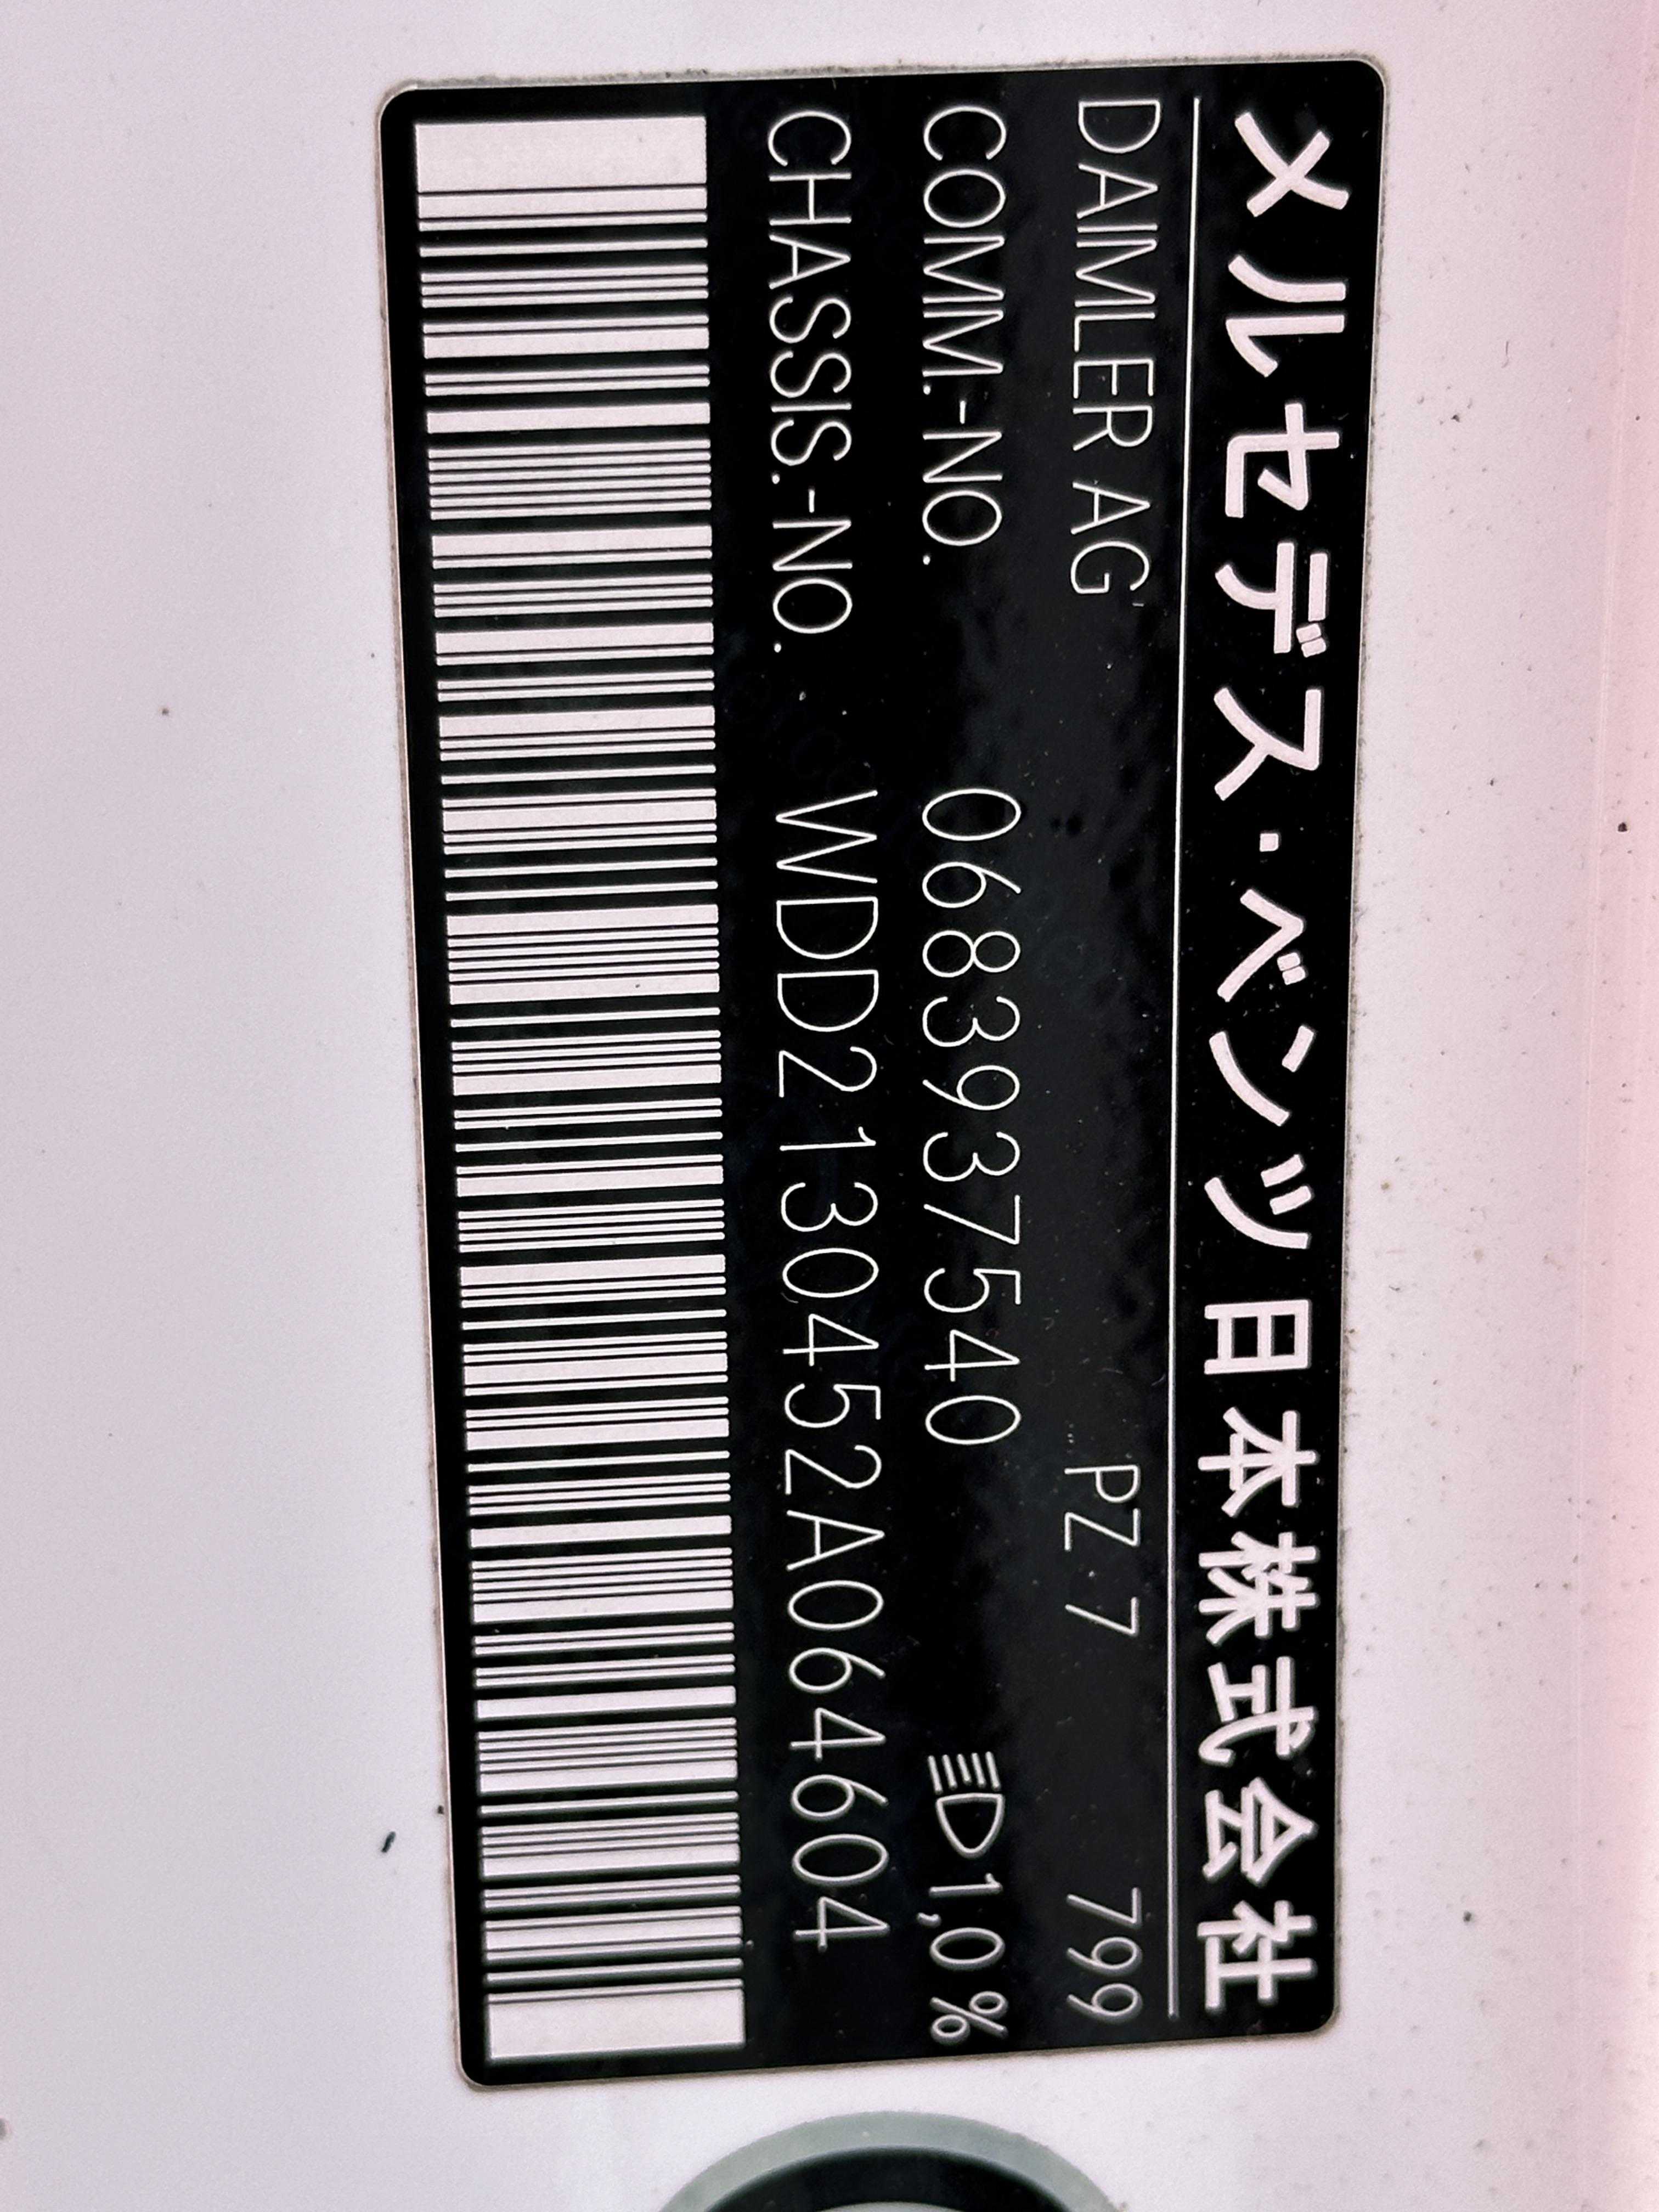 メルセデス・ベンツ日本株式会社
DAIMLER AG PZ 7 799
COMM.-NO. 0683937540 1,0%
CHASSIS.-NO. WDD2130452A064604